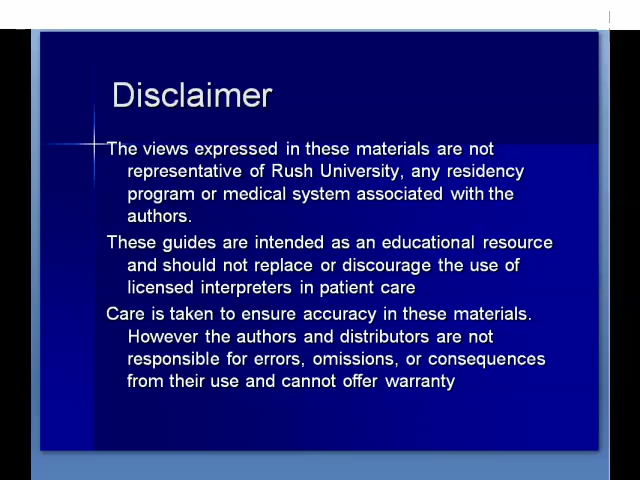 Disclaimer
The views expressed in these materials are not
representative of Rush University, any residency
program or medical system associated with the
authors.
These guides are intended as an educational resource
and should not replace or discourage the use of
licensed interpreters in patient care
Care is taken to ensure accuracy in these materials.
However the authors and distributors are not
responsible for errors, omissions, or consequences
from their use and cannot offer warranty